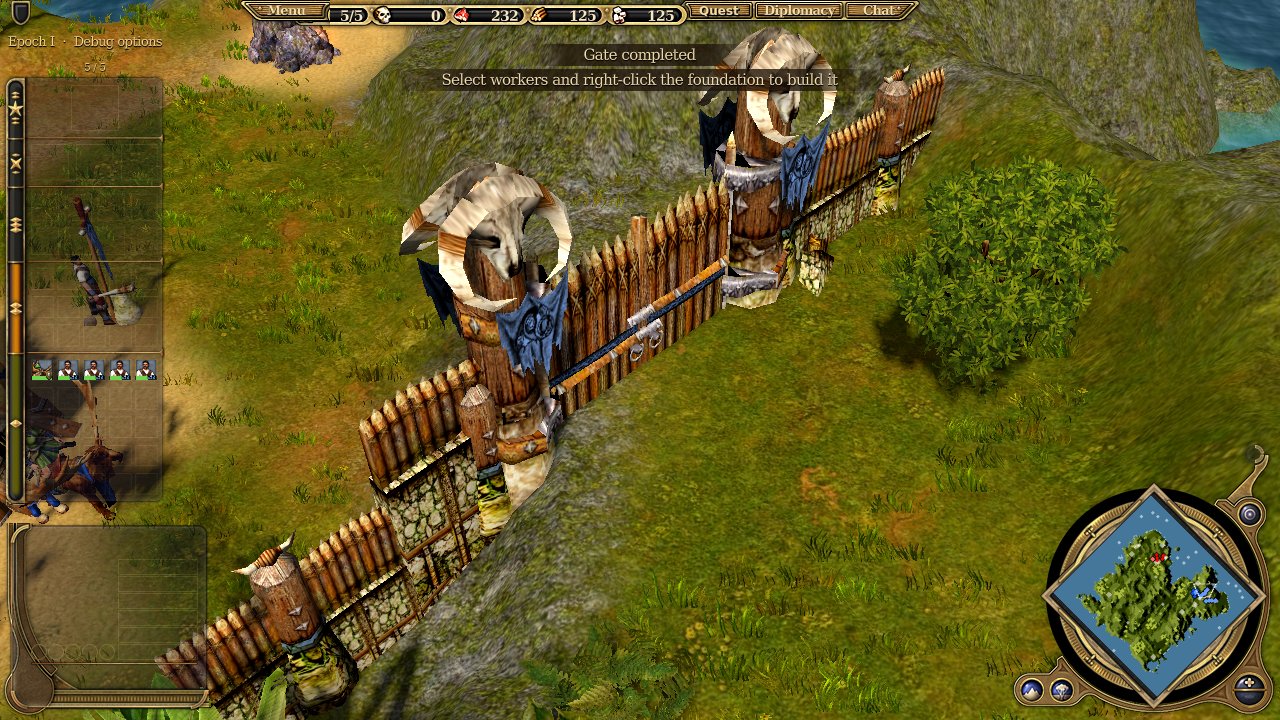 Menu
5/5
0
232
125
125
Quest
Diplomacy
Chat
Epoch I · Debug options
5 / 5
Gate completed
Select workers and right-click the foundation to build it